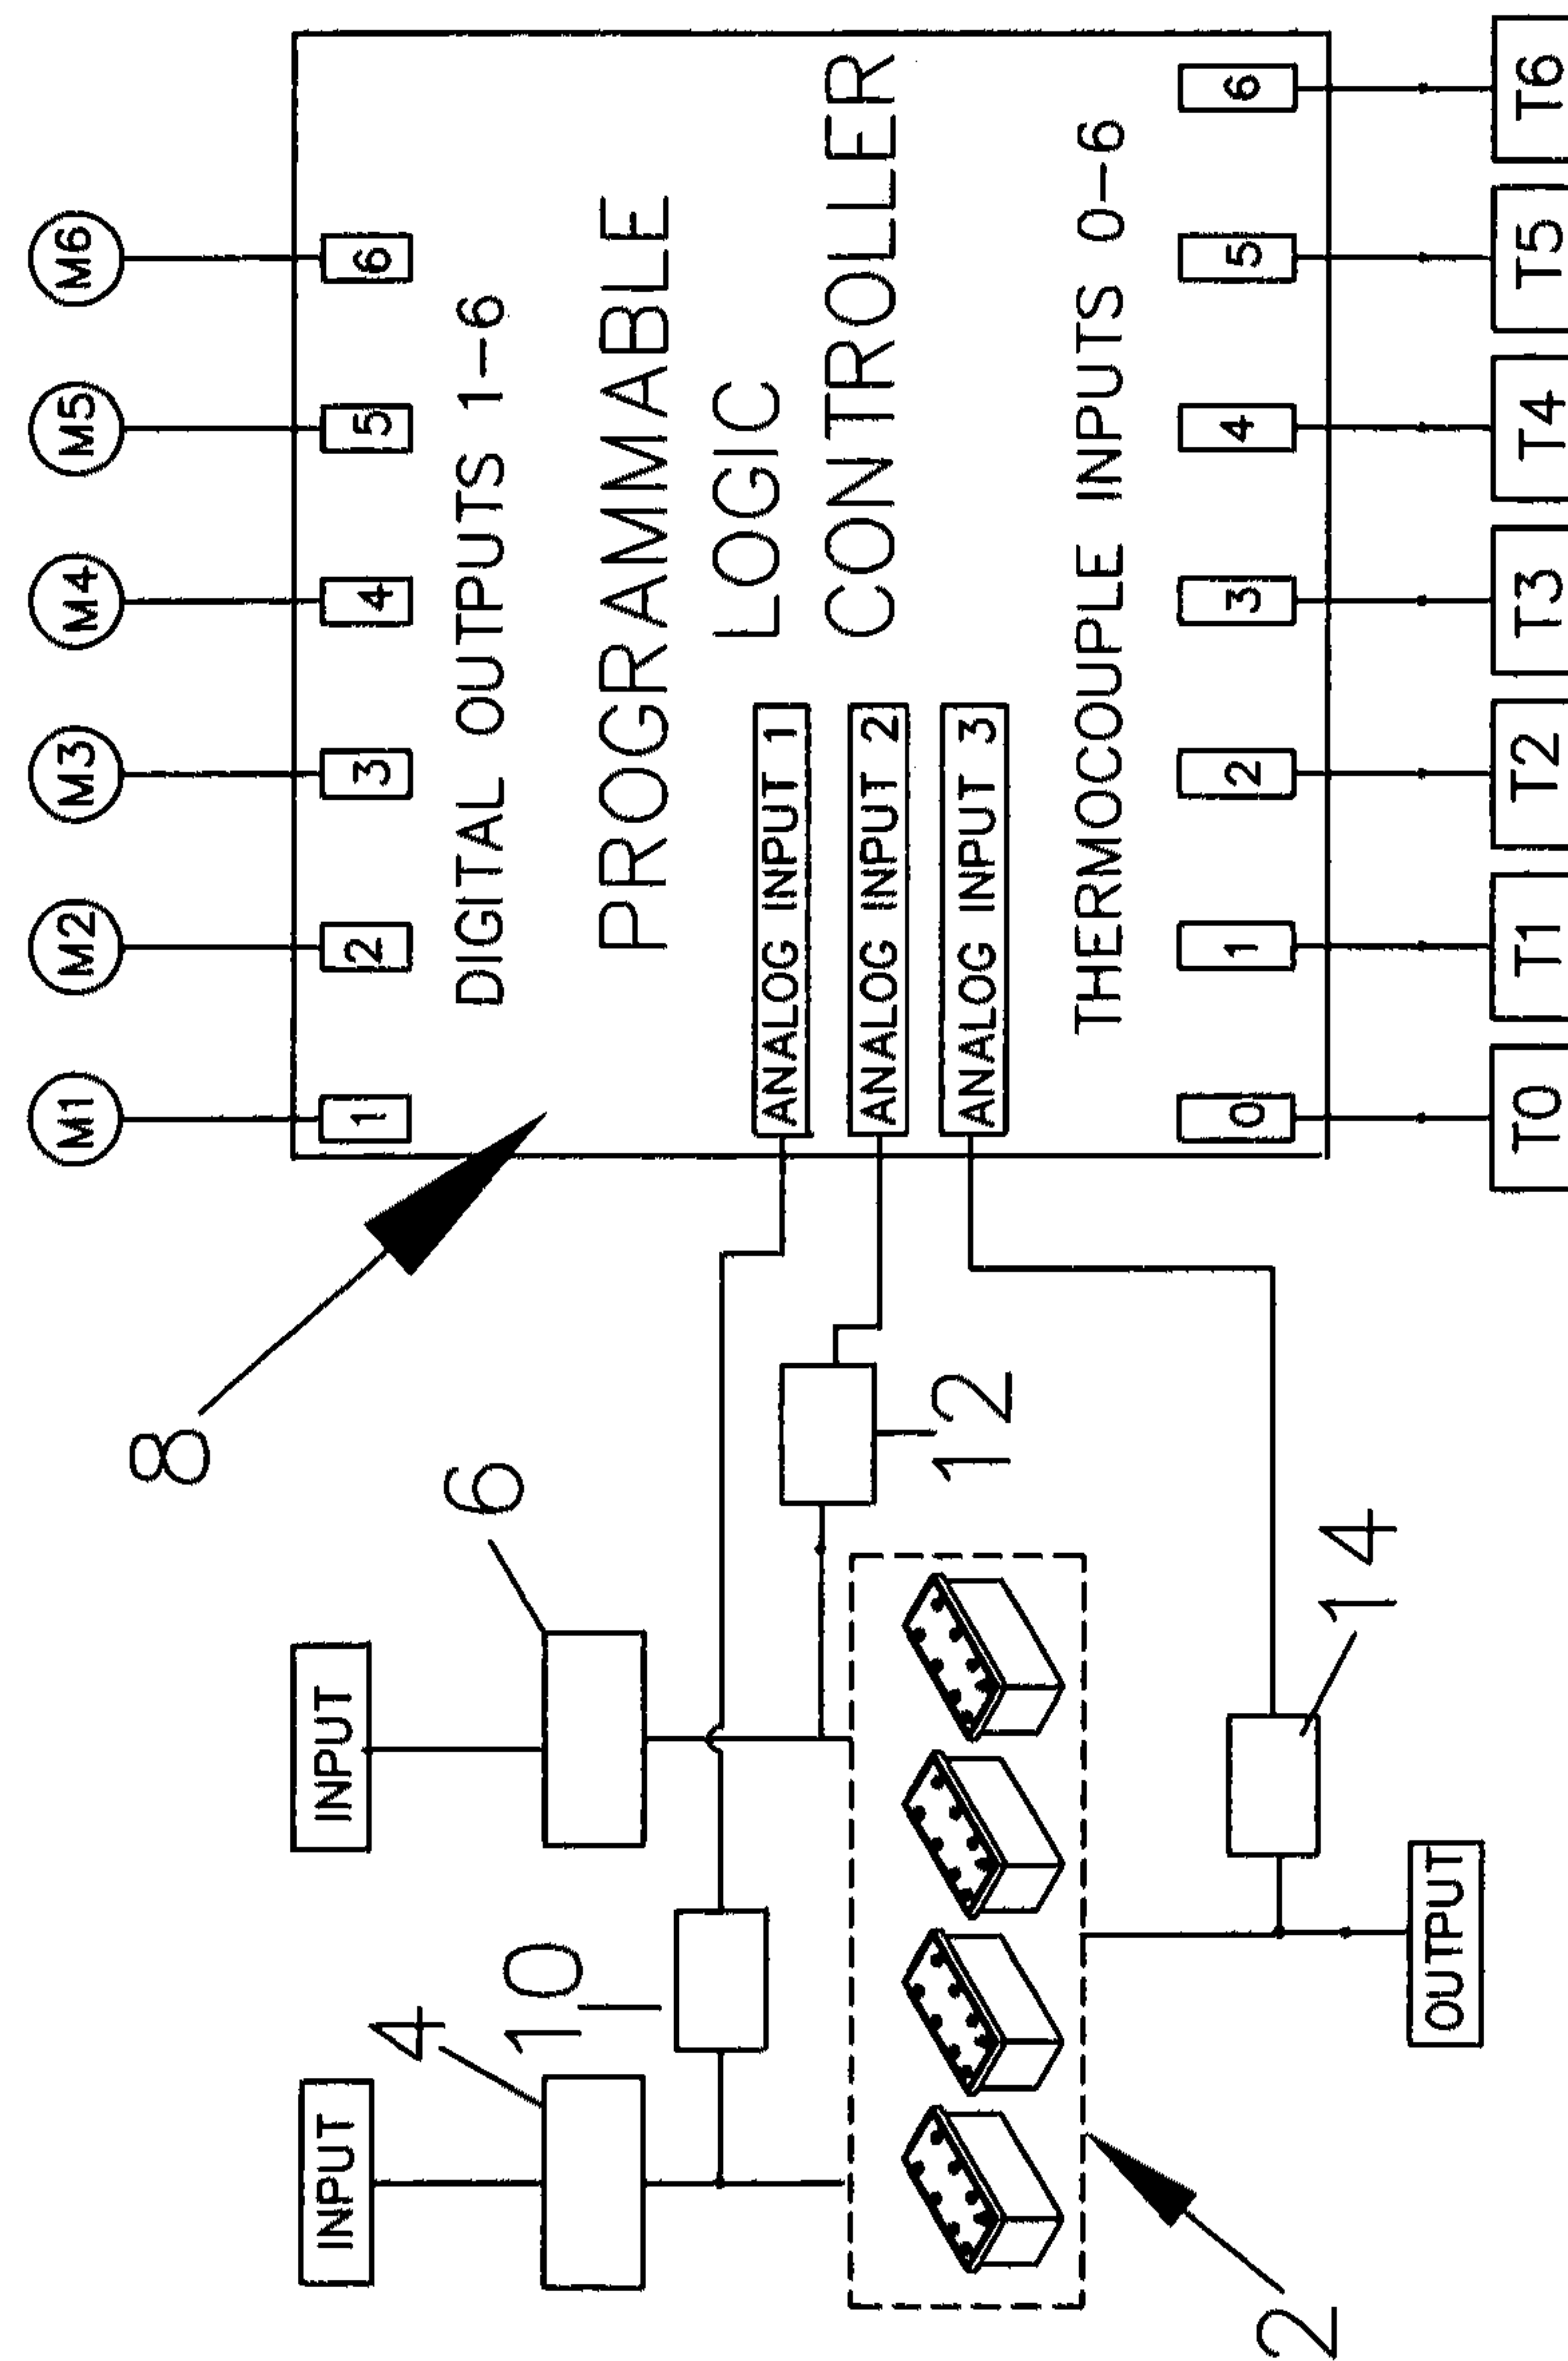 M1
M2
M3
M4
M5
M6
1
2
3
4
5
6
DIGITAL OUTPUTS 1-6
PROGRAMMABLE
LOGIC
CONTROLLER
ANALOG INPUT 1
ANALOG INPUT 2
ANALOG INPUT 3
THERMOCOUPLE INPUTS 0-6
0
1
2
3
4
5
6
T0
T1
T2
T3
T4
T5
T6
8
INPUT
INPUT
4
6
10
12
14
2
OUTPUT